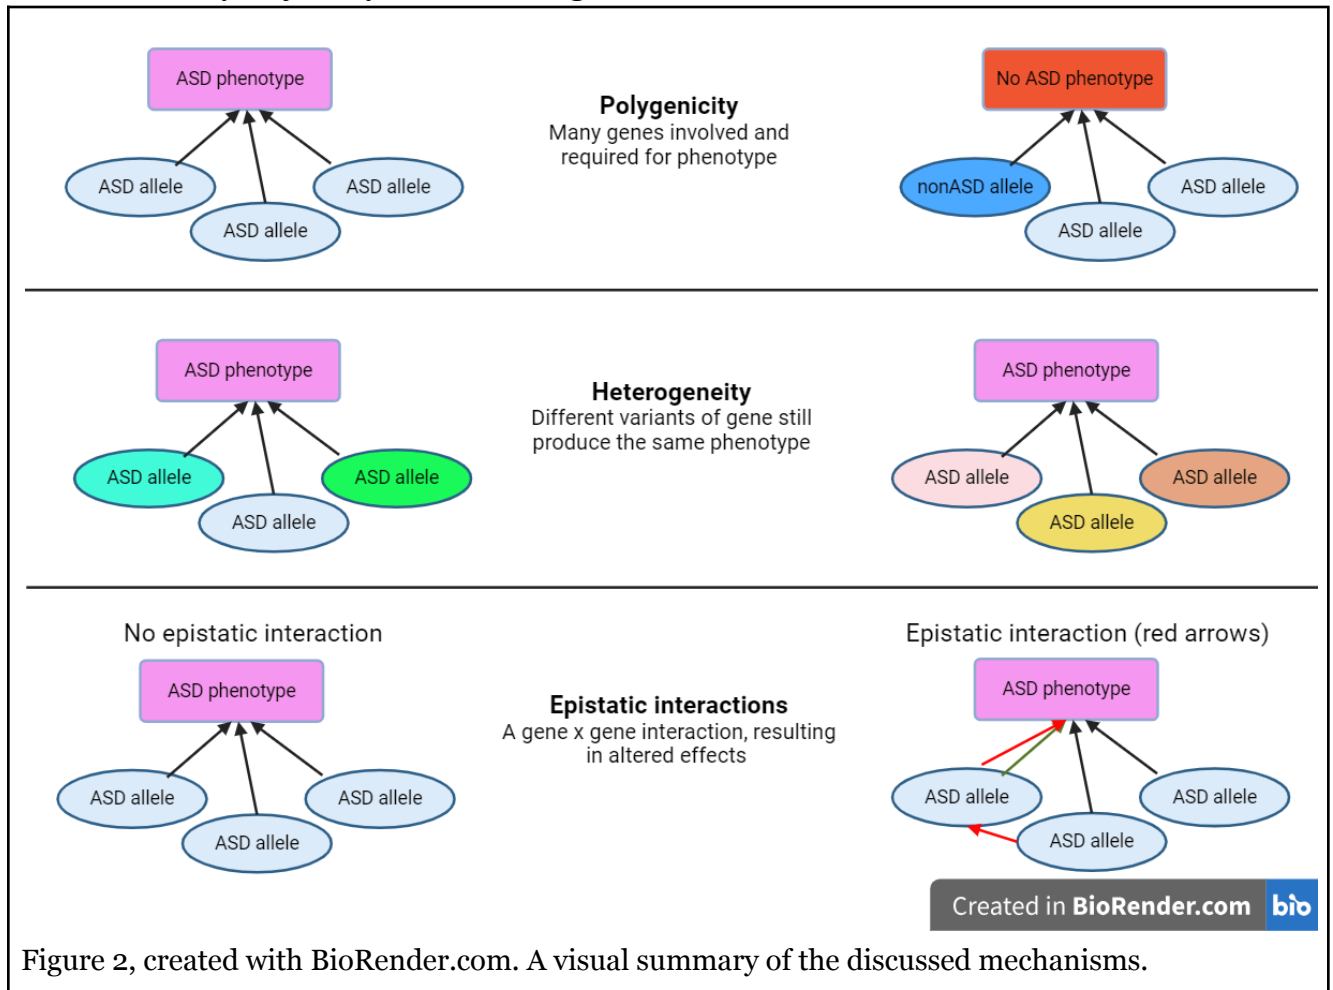 ASD phenotype
ASD allele
ASD allele
ASD allele
Polygenicity
Many genes involved and
required for phenotype
No ASD phenotype
nonASD allele
ASD allele
ASD allele
ASD phenotype
ASD allele
ASD allele
ASD allele
Heterogeneity
Different variants of gene still
produce the same phenotype
ASD phenotype
ASD allele
ASD allele
ASD allele
No epistatic interaction
ASD phenotype
ASD allele
ASD allele
ASD allele
Epistatic interactions
A gene x gene interaction, resulting
in altered effects
Epistatic interaction (red arrows)
ASD phenotype
ASD allele
ASD allele
ASD allele
Created in BioRender.com bio
Figure 2, created with BioRender.com. A visual summary of the discussed mechanisms.